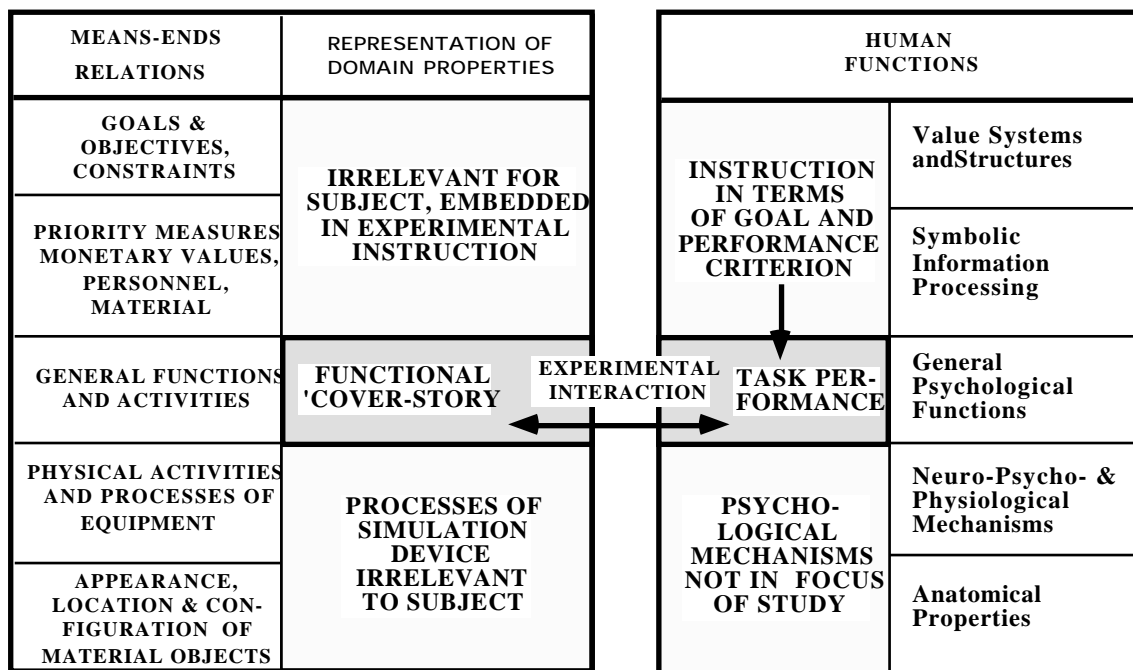 MEANS-ENDS
RELATIONS
REPRESENTATION OF
DOMAIN PROPERTIES
HUMAN
FUNCTIONS
GOALS &
OBJECTIVES,
CONSTRAINTS
PRIORITY MEASURES
MONETARY VALUES,
PERSONNEL,
MATERIAL
IRRELEVANT FOR
SUBJECT, EMBEDDED
IN EXPERIMENTAL
INSTRUCTION
INSTRUCTION
IN TERMS
OF GOAL AND
PERFORMANCE
CRITERION
Value Systems
andStructures
Symbolic
Information
Processing
GENERAL FUNCTIONS
AND ACTIVITIES
FUNCTIONAL
'COVER-STORY
EXPERIMENTAL
INTERACTION
TASK PER-
FORMANCE
General
Psychological
Functions
PHYSICAL ACTIVITIES
AND PROCESSES OF
EQUIPMENT
APPEARANCE,
LOCATION & CON-
FIGURATION OF
MATERIAL OBJECTS
PROCESSES OF
SIMULATION
DEVICE
IRRELEVANT
TO SUBJECT
PSYCHO-
LOGICAL
MECHANISMS
NOT IN FOCUS
OF STUDY
Neuro-Psycho- &
Physiological
Mechanisms
Anatomical
Properties